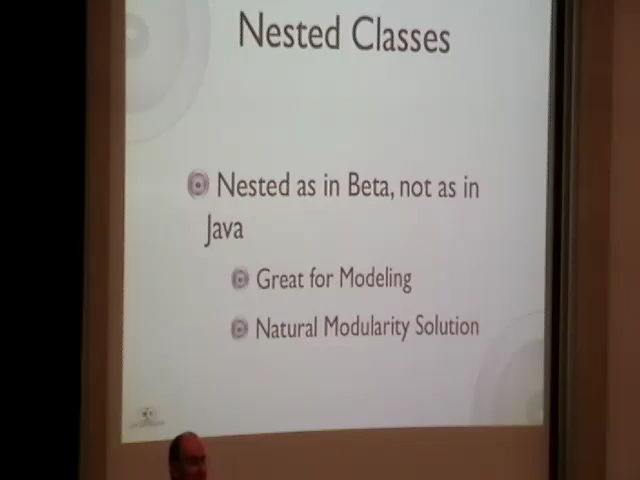 Nested Classes
Nested as in Beta, not as in
Java
Great for Modeling
Natural Modularity Solution